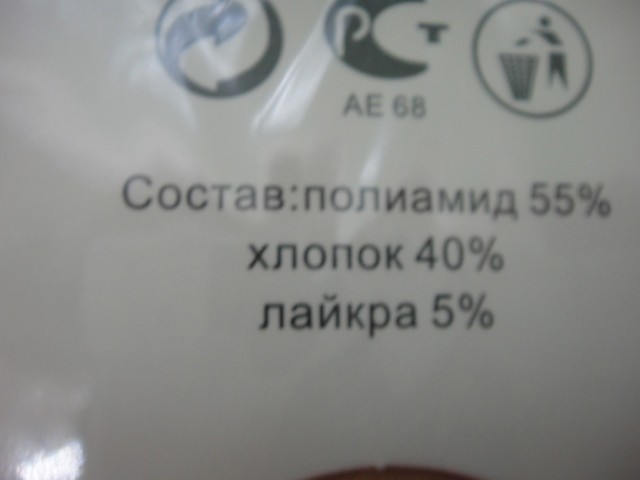 РСТ
АЕ 68
Состав:полиамид 55%
хлопок 40%
лайкра 5%